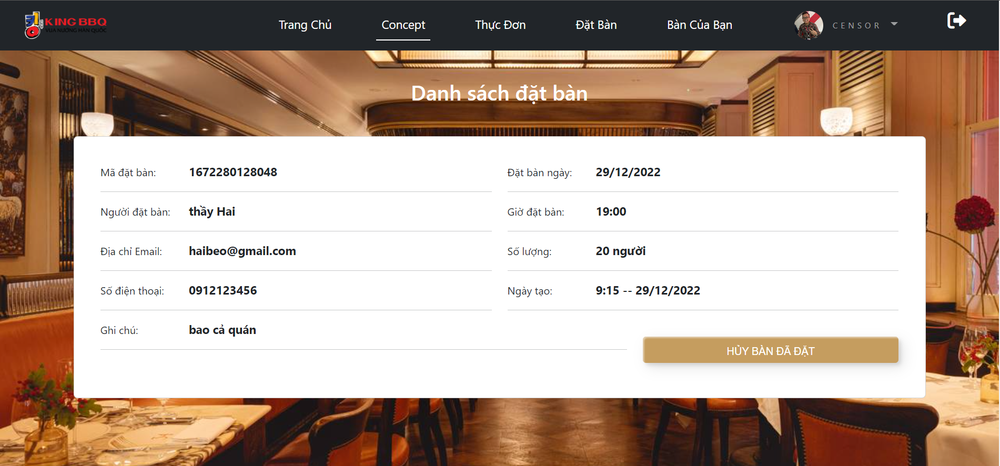 KING BBQ
VUA NƯỚNG HÀN QUỐC
Trang Chủ
Concept
Thực Đơn
Đặt Bàn
Bàn Của Bạn
CENSOR
Danh sách đặt bàn
Mã đặt bàn: 1672280128048
Đặt bàn ngày: 29/12/2022
Người đặt bàn: thầy Hai
Giờ đặt bàn: 19:00
Địa chỉ Email: haibeo@gmail.com
Số lượng: 20 người
Số điện thoại: 0912123456
Ngày tạo: 9:15 -- 29/12/2022
Ghi chú: bao cả quán
HỦY BÀN ĐÃ ĐẶT